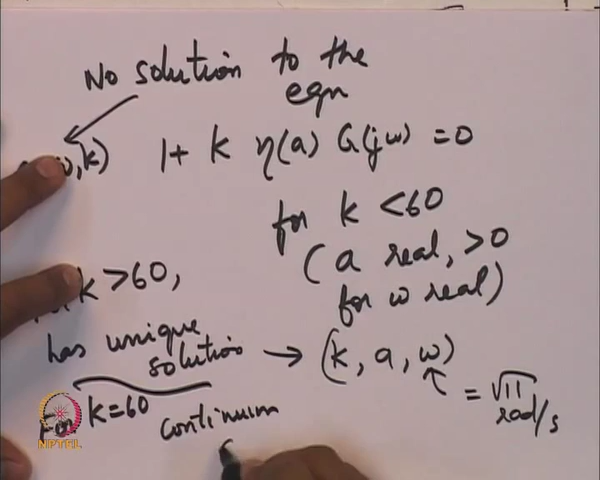 No solution to the
eqn
,k) 1 + k η(a) G(jω) = 0
for k < 60
(a real, > 0
for ω real)
k > 60,
has unique
solution → (k, a, ω)
= √11
rad/s
For k = 60
continuum
NPTEL